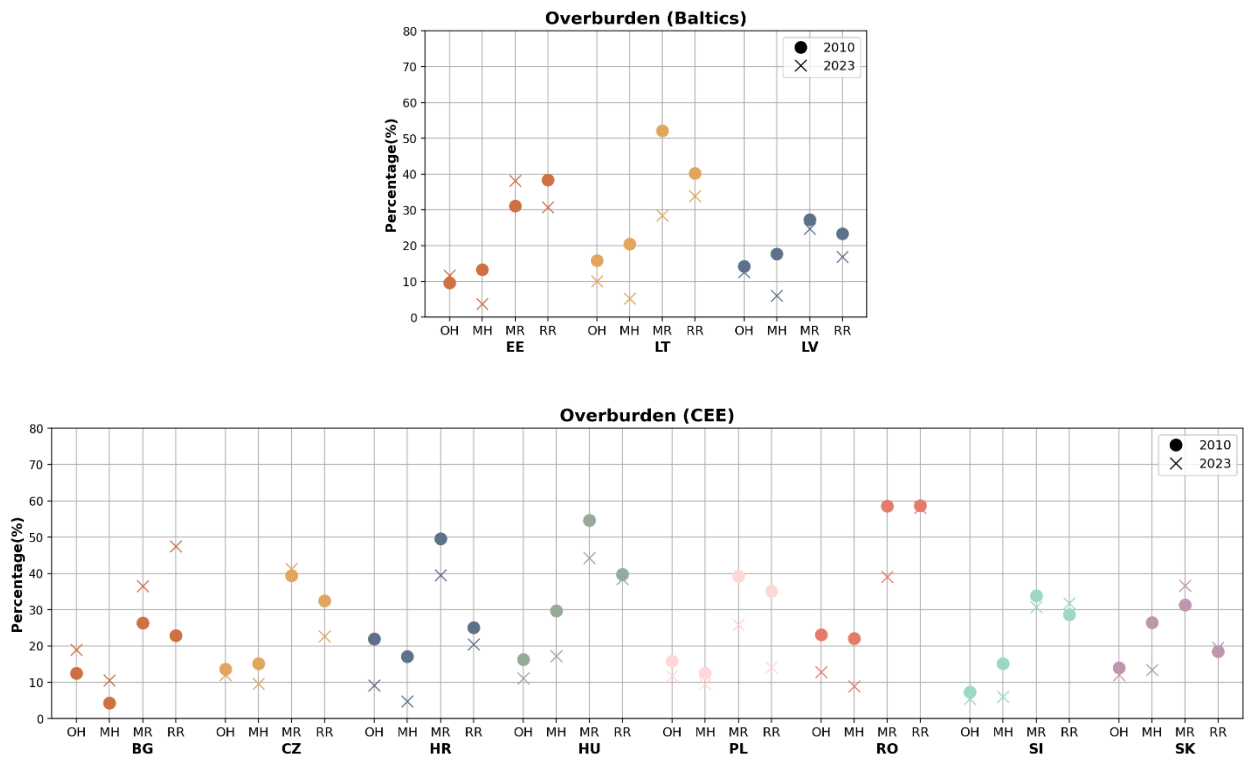 Overburden (Baltics)
Percentage(%)
80
70
60
50
40
30
20
10
0
2010
2023
OH MH MR RR OH MH MR RR OH MH MR RR
EE LT LV
Overburden (CEE)
Percentage(%)
80
70
60
50
40
30
20
10
0
2010
2023
OH MH MR RR OH MH MR RR OH MH MR RR OH MH MR RR OH MH MR RR OH MH MR RR OH MH MR RR OH MH MR RR
BG CZ HR HU PL RO SI SK